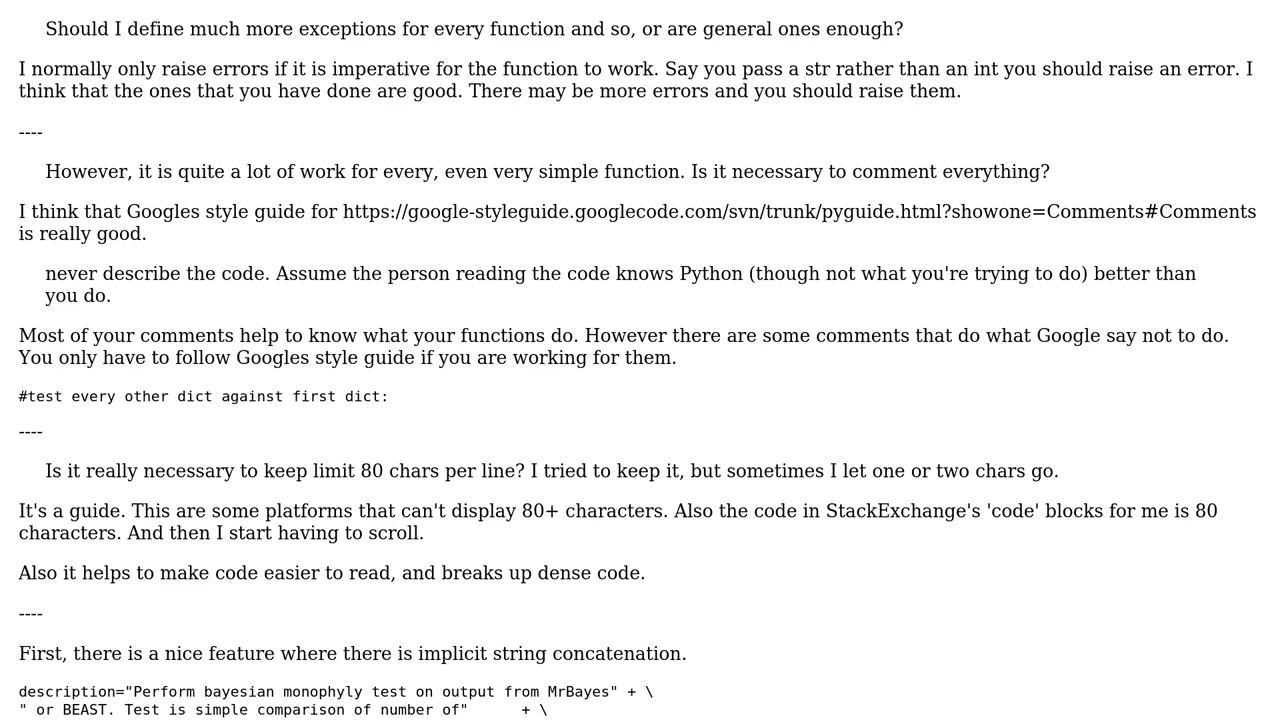 Should I define much more exceptions for every function and so, or are general ones enough?
I normally only raise errors if it is imperative for the function to work. Say you pass a str rather than an int you should raise an error. I
think that the ones that you have done are good. There may be more errors and you should raise them.
----
However, it is quite a lot of work for every, even very simple function. Is it necessary to comment everything?
I think that Googles style guide for https://google-styleguide.googlecode.com/svn/trunk/pyguide.html?showone=Comments#Comments
is really good.
never describe the code. Assume the person reading the code knows Python (though not what you're trying to do) better than
you do.
Most of your comments help to know what your functions do. However there are some comments that do what Google say not to do.
You only have to follow Googles style guide if you are working for them.
#test every other dict against first dict:
----
Is it really necessary to keep limit 80 chars per line? I tried to keep it, but sometimes I let one or two chars go.
It's a guide. This are some platforms that can't display 80+ characters. Also the code in StackExchange's 'code' blocks for me is 80
characters. And then I start having to scroll.
Also it helps to make code easier to read, and breaks up dense code.
----
First, there is a nice feature where there is implicit string concatenation.
description="Perform bayesian monophyly test on output from MrBayes" + \
" or BEAST. Test is simple comparison of number of"      + \